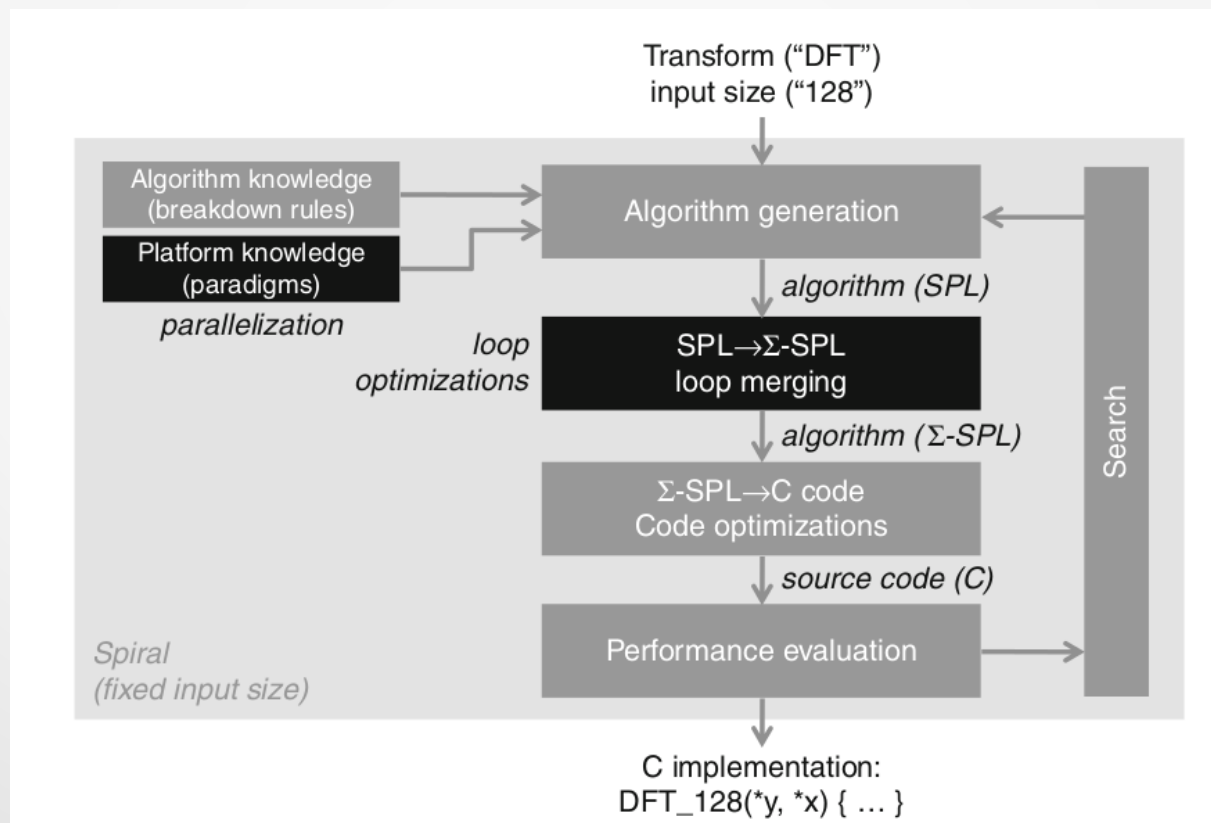 Transform (“DFT”)
input size (“128”)
Algorithm knowledge
(breakdown rules)
Platform knowledge
(paradigms)
parallelization
Algorithm generation
algorithm (SPL)
loop
optimizations
SPL→Σ-SPL
loop merging
algorithm (Σ-SPL)
Σ-SPL→C code
Code optimizations
source code (C)
Performance evaluation
Search
Spiral
(fixed input size)
C implementation:
DFT_128(*y, *x) { … }